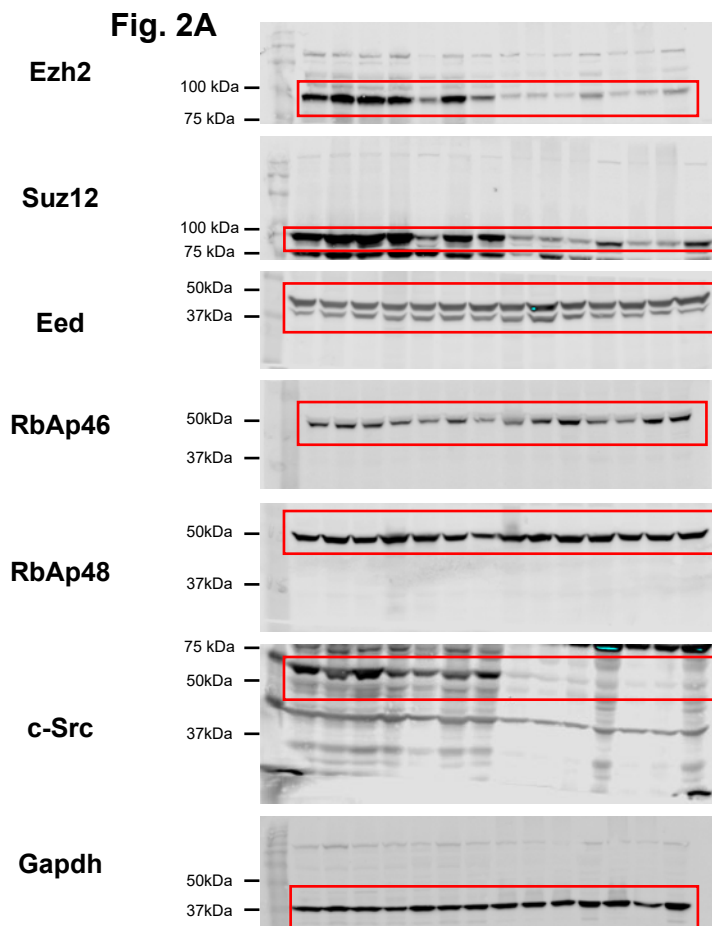 Fig. 2A
Ezh2
100 kDa
75 kDa
Suz12
100 kDa
75 kDa
Eed
50kDa
37kDa
RbAp46
50kDa
37kDa
RbAp48
50kDa
37kDa
c-Src
75 kDa
50kDa
37kDa
Gapdh
50kDa
37kDa